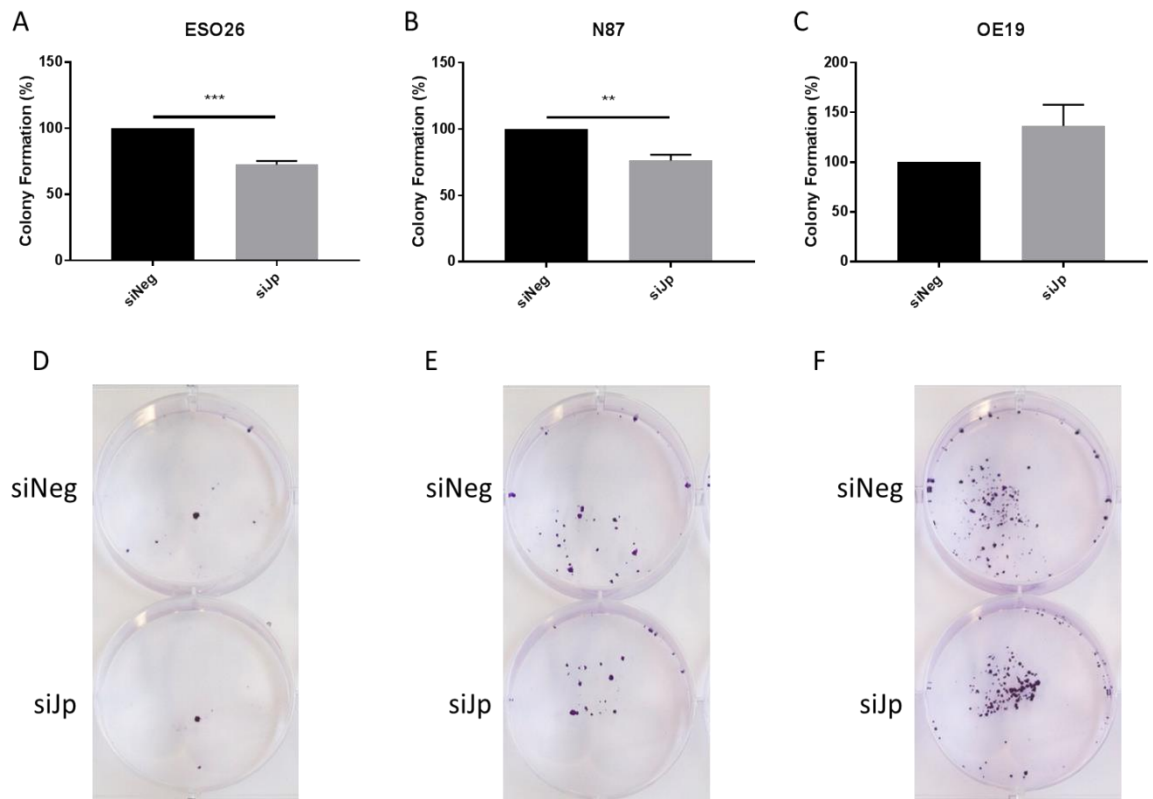 A
ESO26
Colony Formation (%)
150
100
50
0
***
siNeg
siJp
B
N87
Colony Formation (%)
150
100
50
0
**
siNeg
siJp
C
OE19
Colony Formation (%)
200
150
100
50
0
siNeg
siJp
D
siNeg
siJp
E
siNeg
siJp
F
siNeg
siJp